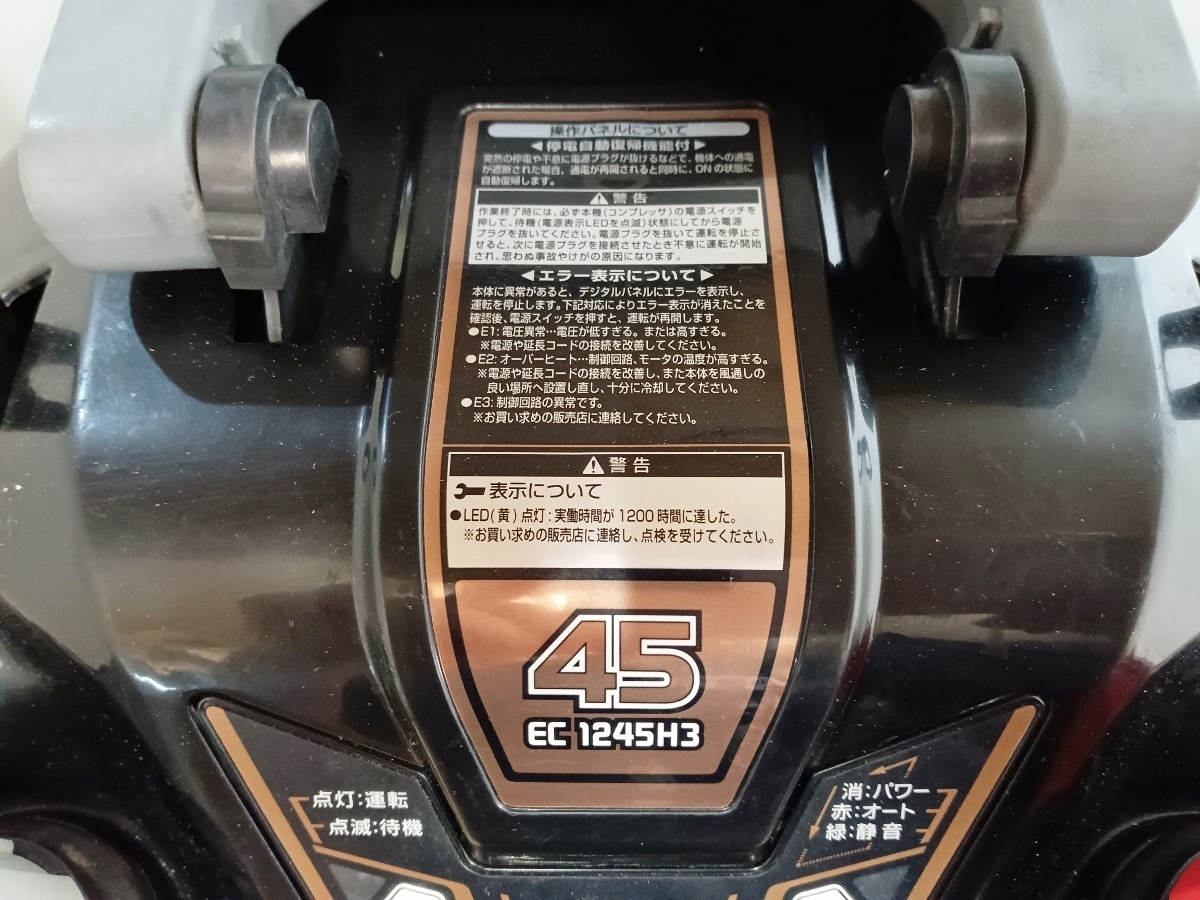 操作パネルについて
◀停電自動復帰機能付▶
突然の停電や不意に電源プラグが抜けるなどで、機体への通電
が遮断された場合、通電が再開されると同時に、ONの状態に
自動復帰します。
⚠警告
作業終了時には、必ず本機(コンプレッサ)の電源スイッチを
押して、待機(電源表示LEDを点滅)状態にしてから電源
プラグを抜いてください。電源プラグを抜いて運転を停止さ
せると、次に電源プラグを接続させたとき不意に運転が開始
され、思わぬ事故やけがの原因になります。
◀エラー表示について▶
本体に異常があると、デジタルパネルにエラーを表示し、
運転を停止します。下記対応によりエラー表示が消えたことを
確認後、電源スイッチを押すと、運転が再開します。
●E1:電圧異常…電圧が低すぎる。または高すぎる。
※電源や延長コードの接続を改善してください。
●E2:オーバーヒート…制御回路、モータの温度が高すぎる。
※電源や延長コードの接続を改善し、また本体を風通しの
良い場所へ設置し直し、十分に冷却してください。
●E3:制御回路の異常です。
※お買い求めの販売店に連絡してください。
⚠警告
表示について
●LED(黄)点灯:実働時間が1200時間に達した。
※お買い求めの販売店に連絡し、点検を受けてください。
45
EC 1245H3
点灯:運転
点滅:待機
消:パワー
赤:オート
緑:静音